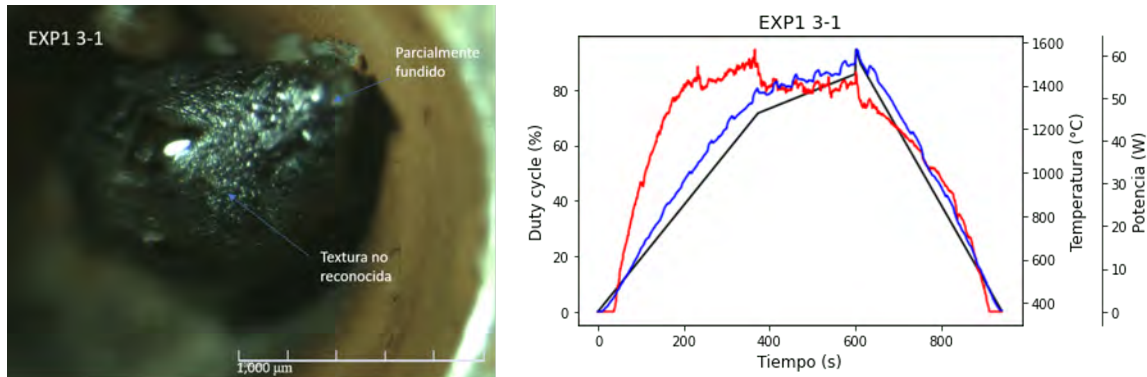 EXP1 3-1
Parcialmente
fundido
Textura no
reconocida
1,000 µm
EXP1 3-1
Duty cycle (%)
80
60
40
20
0
0
200
400
600
800
Tiempo (s)
1600
1400
1200
1000
800
600
400
Temperatura (°C)
60
50
40
30
20
10
0
Potencia (W)